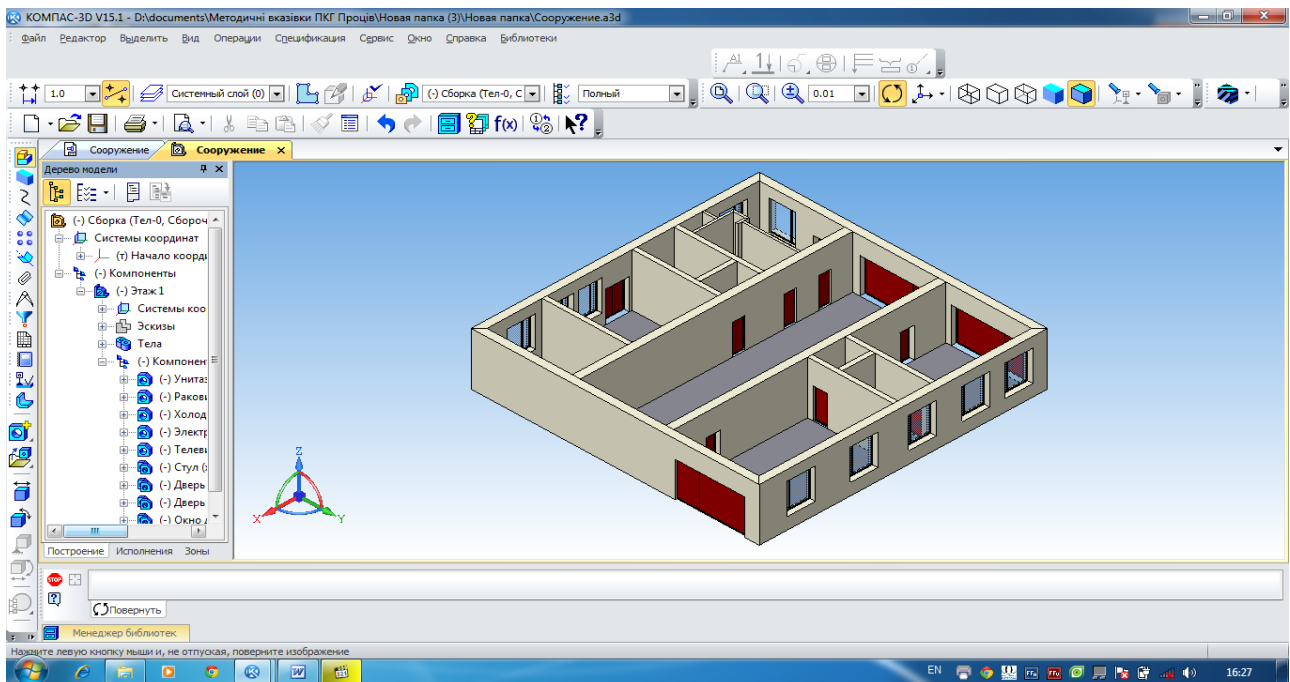 КОМПАС-3D V15.1 - D:\documents\Методичні вказівки ПКГ Проців\Новая папка (3)\Новая папка\Сооружение.a3d
Файл Редактор Выделить Вид Операции Спецификация Сервис Окно Справка Библиотеки
1.0 Системный слой (0) (-) Сборка (Тел-0, С Полный 0.01
f(x)
Сооружение Сооружение
Дерево модели
(-) Сборка (Тел-0, Сбороч
Системы координат
(т) Начало коорди
(-) Компоненты
(-) Этаж 1
Системы коо
Эскизы
Тела
(-) Компонен
(-) Унитаз
(-) Ракови
(-) Холод
(-) Электр
(-) Телеви
(-) Стул (
(-) Дверь
(-) Дверь
(-) Окно
Z
X
Y
Построение Исполнения Зоны
STOP
Повернуть
Менеджер библиотек
Нажмите левую кнопку мыши и, не отпуская, поверните изображение
EN 16:27